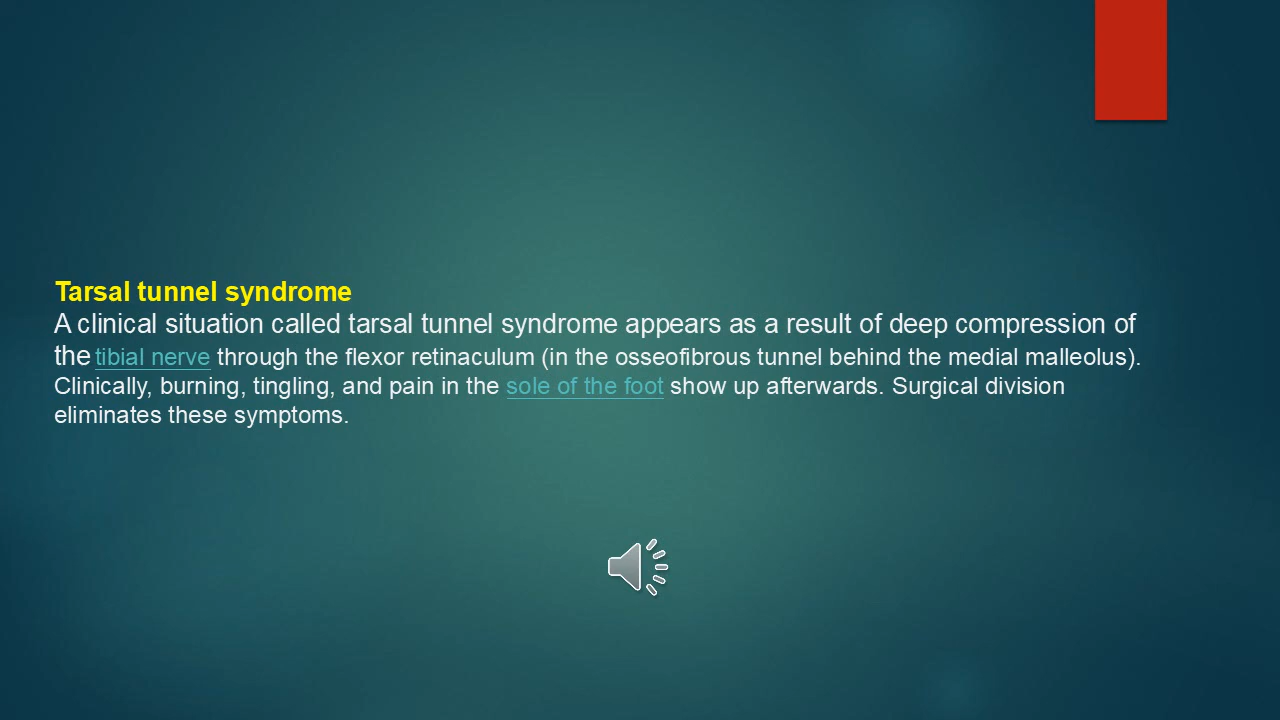 Tarsal tunnel syndrome
A clinical situation called tarsal tunnel syndrome appears as a result of deep compression of
the tibial nerve through the flexor retinaculum (in the osseofibrous tunnel behind the medial malleolus).
Clinically, burning, tingling, and pain in the sole of the foot show up afterwards. Surgical division
eliminates these symptoms.